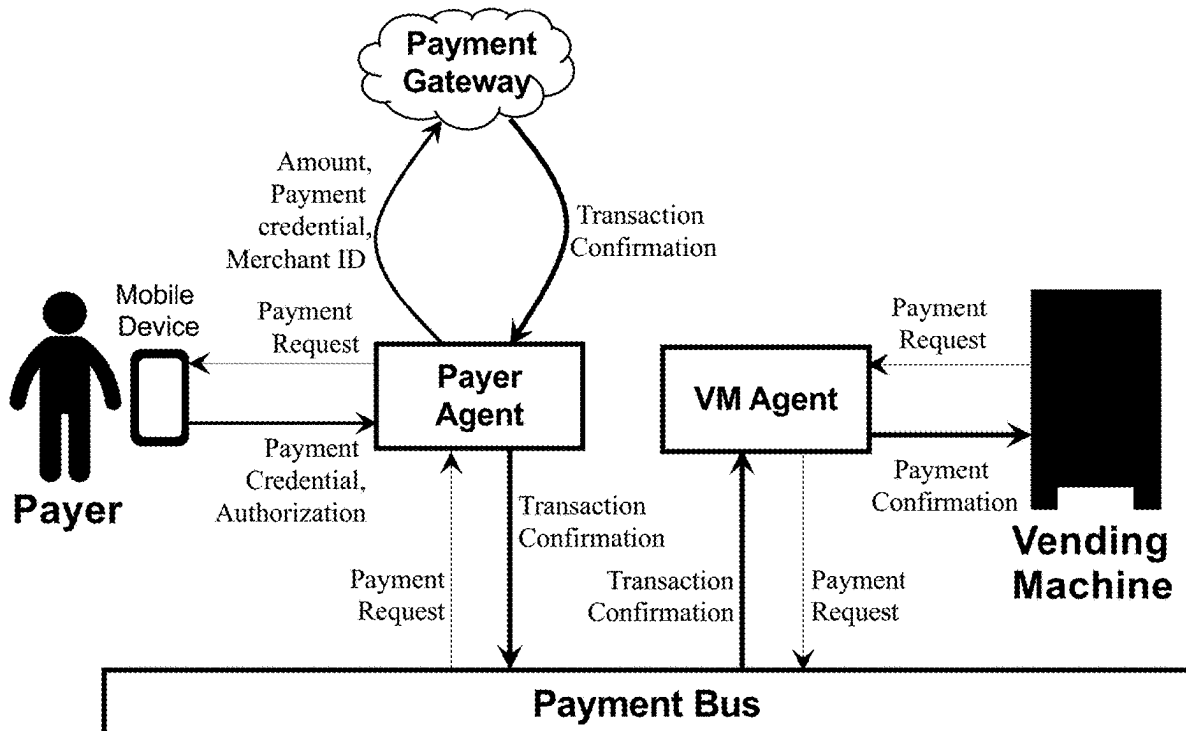 Payment
Gateway
Amount,
Payment
credential,
Merchant ID
Transaction
Confirmation
Mobile
Device
Payment
Request
Payer
Agent
VM Agent
Payment
Request
Payer
Payment
Credential,
Authorization
Transaction
Confirmation
Payment
Confirmation
Vending
Machine
Payment
Request
Transaction
Confirmation
Payment
Request
Payment Bus